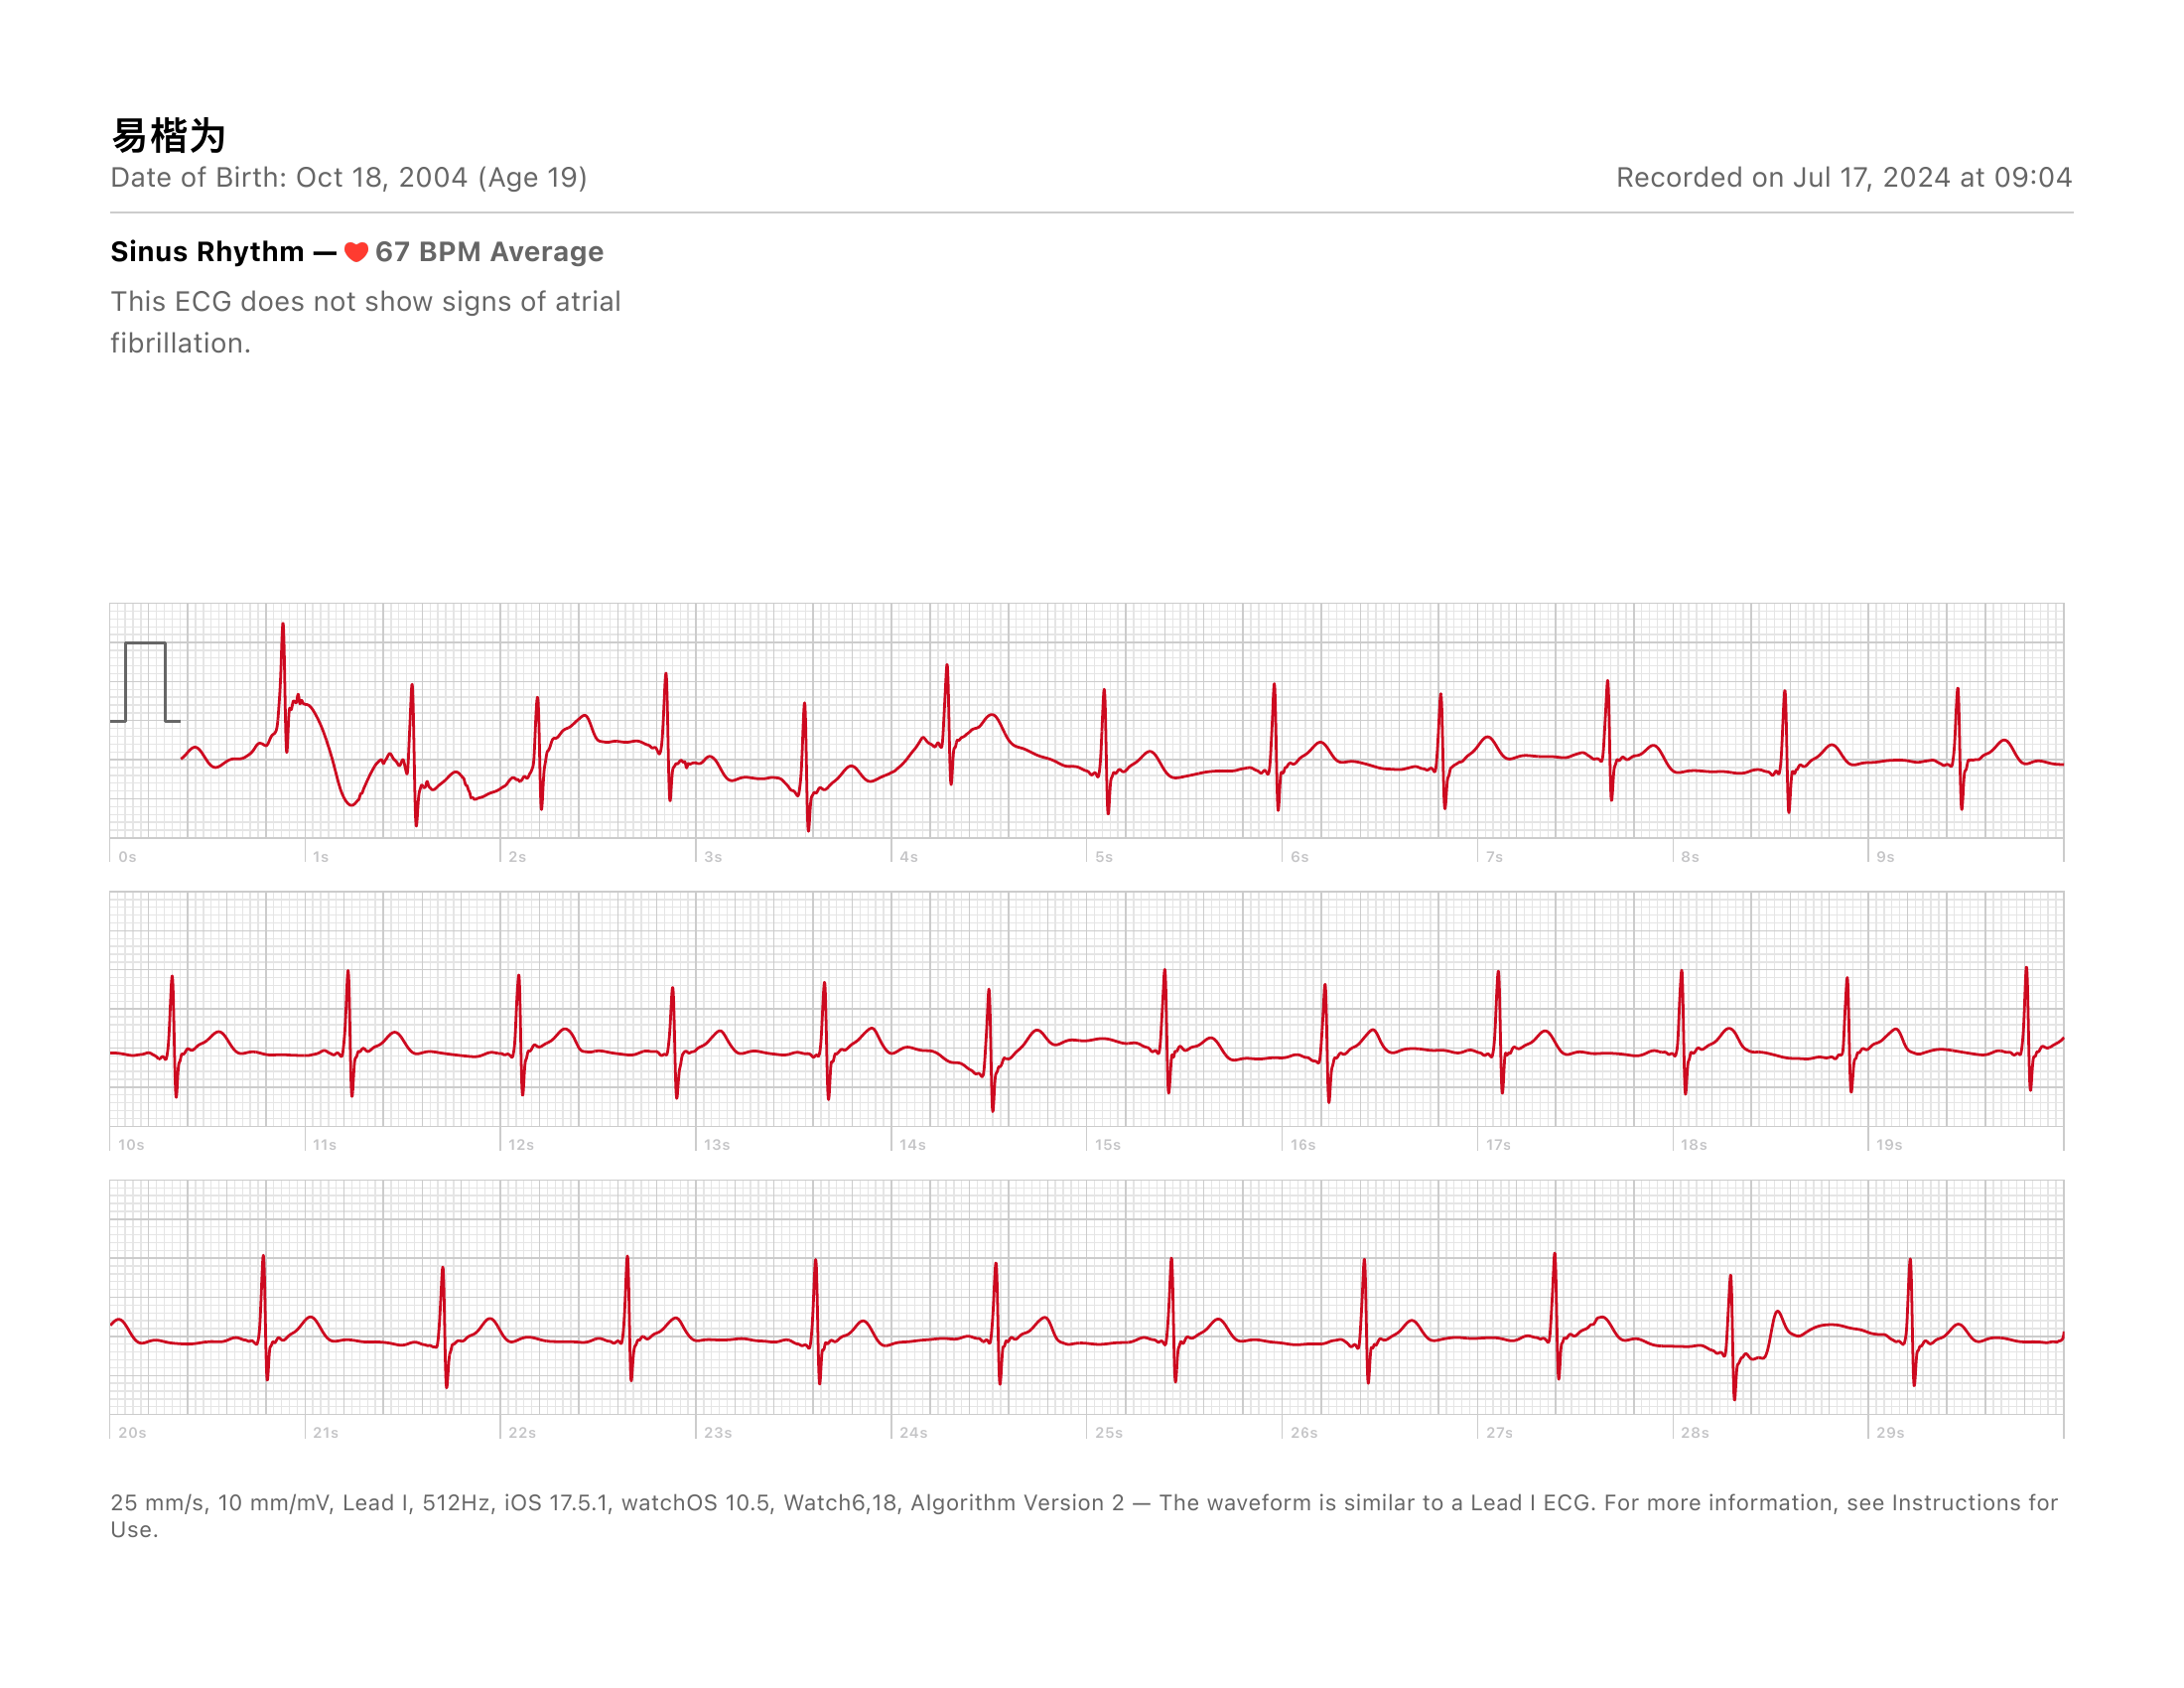 易楷为
Date of Birth: Oct 18, 2004 (Age 19)
Recorded on Jul 17, 2024 at 09:04
Sinus Rhythm — ❤️ 67 BPM Average
This ECG does not show signs of atrial
fibrillation.
0s 1s 2s 3s 4s 5s 6s 7s 8s 9s
10s 11s 12s 13s 14s 15s 16s 17s 18s 19s
20s 21s 22s 23s 24s 25s 26s 27s 28s 29s
25 mm/s, 10 mm/mV, Lead I, 512Hz, iOS 17.5.1, watchOS 10.5, Watch6,18, Algorithm Version 2 — The waveform is similar to a Lead I ECG. For more information, see Instructions for
Use.